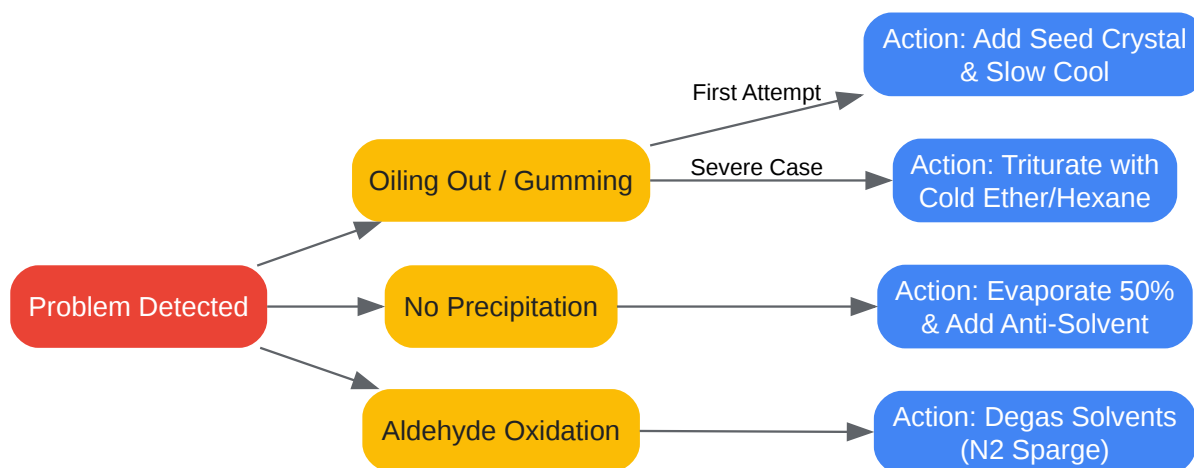 Action: Add Seed Crystal
& Slow Cool
First Attempt
Oiling Out / Gumming
Severe Case
Action: Triturate with
Cold Ether/Hexane
Problem Detected
No Precipitation
Action: Evaporate 50%
& Add Anti-Solvent
Aldehyde Oxidation
Action: Degas Solvents
(N2 Sparge)